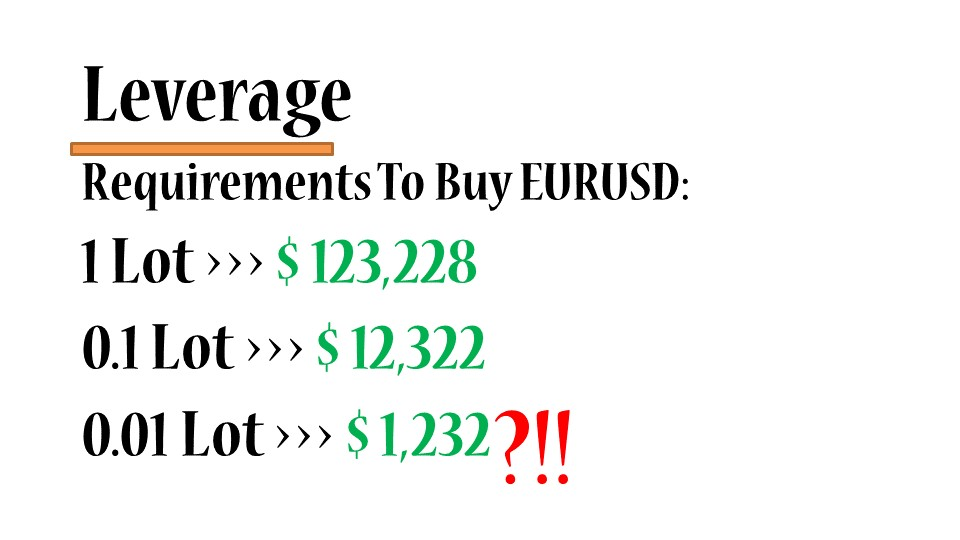 Leverage
Requirements To Buy EURUSD:
1 Lot >>> $ 123,228
0.1 Lot >>> $ 12,322
0.01 Lot >>> $ 1,232?!!